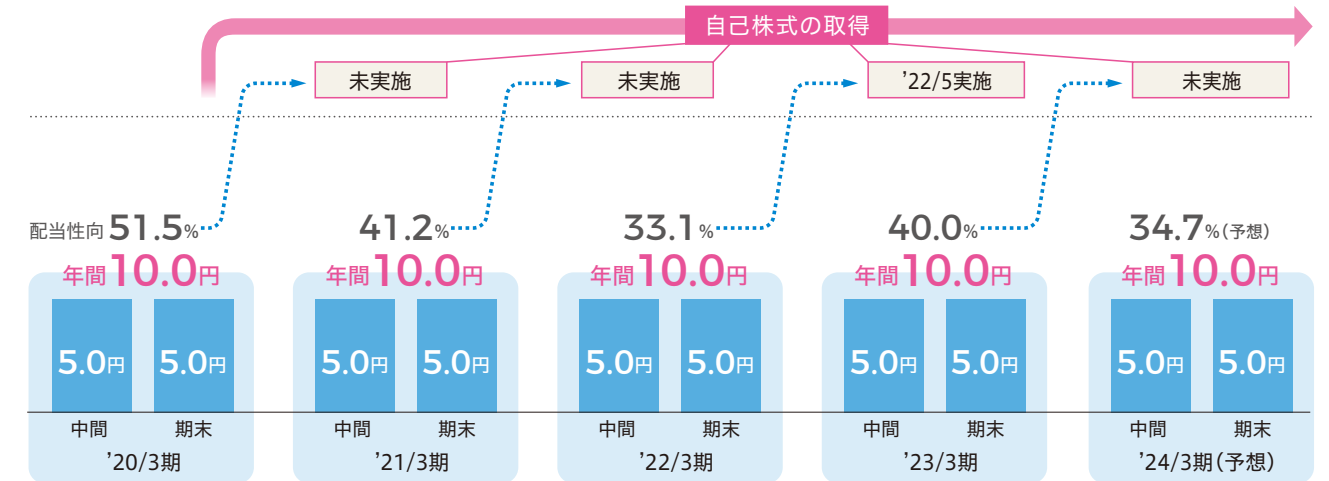 自己株式の取得
未実施
未実施
’22/5実施
未実施
配当性向 51.5%
41.2%
33.1%
40.0%
34.7%(予想)
年間10.0円
年間10.0円
年間10.0円
年間10.0円
年間10.0円
5.0円 5.0円
5.0円 5.0円
5.0円 5.0円
5.0円 5.0円
5.0円 5.0円
中間 期末
中間 期末
中間 期末
中間 期末
中間 期末
’20/3期
’21/3期
’22/3期
’23/3期
’24/3期(予想)